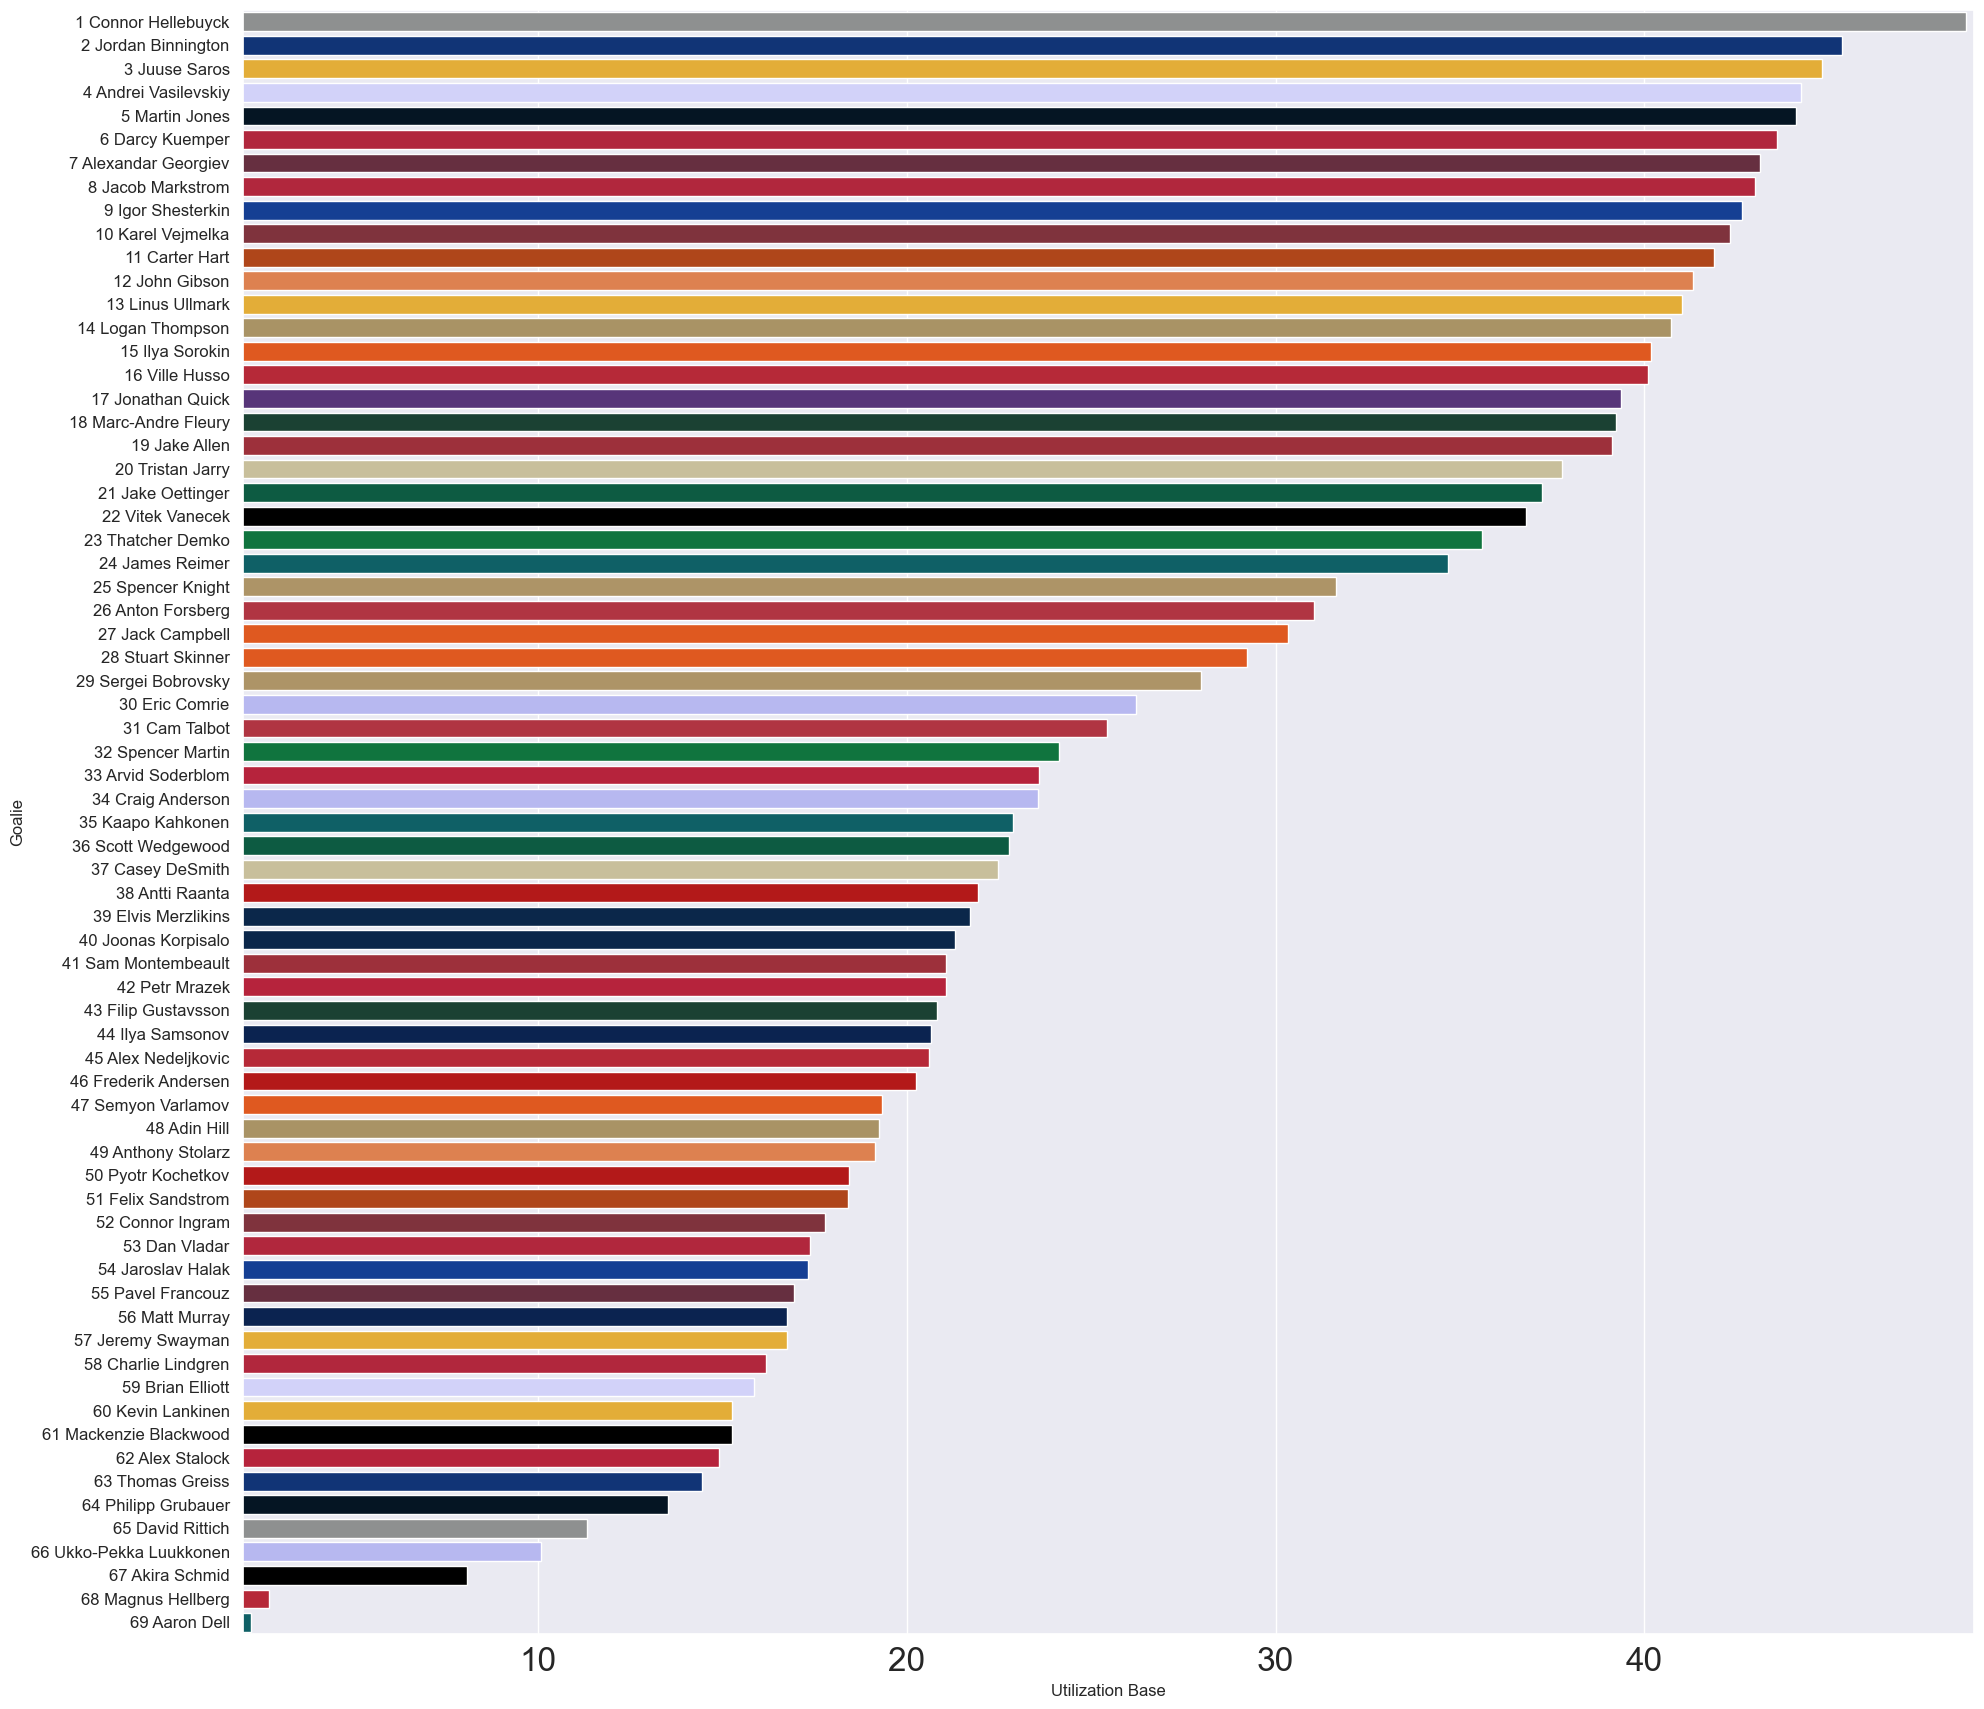 1 Connor Hellebuyck
2 Jordan Binnington
3 Juuse Saros
4 Andrei Vasilevskiy
5 Martin Jones
6 Darcy Kuemper
7 Alexandar Georgiev
8 Jacob Markstrom
9 Igor Shesterkin
10 Karel Vejmelka
11 Carter Hart
12 John Gibson
13 Linus Ullmark
14 Logan Thompson
15 Ilya Sorokin
16 Ville Husso
17 Jonathan Quick
18 Marc-Andre Fleury
19 Jake Allen
20 Tristan Jarry
21 Jake Oettinger
22 Vitek Vanecek
23 Thatcher Demko
24 James Reimer
25 Spencer Knight
26 Anton Forsberg
27 Jack Campbell
28 Stuart Skinner
29 Sergei Bobrovsky
30 Eric Comrie
31 Cam Talbot
32 Spencer Martin
33 Arvid Soderblom
34 Craig Anderson
35 Kaapo Kahkonen
36 Scott Wedgewood
37 Casey DeSmith
38 Antti Raanta
39 Elvis Merzlikins
40 Joonas Korpisalo
41 Sam Montembeault
42 Petr Mrazek
43 Filip Gustavsson
44 Ilya Samsonov
45 Alex Nedeljkovic
46 Frederik Andersen
47 Semyon Varlamov
48 Adin Hill
49 Anthony Stolarz
50 Pyotr Kochetkov
51 Felix Sandstrom
52 Connor Ingram
53 Dan Vladar
54 Jaroslav Halak
55 Pavel Francouz
56 Matt Murray
57 Jeremy Swayman
58 Charlie Lindgren
59 Brian Elliott
60 Kevin Lankinen
61 Mackenzie Blackwood
62 Alex Stalock
63 Thomas Greiss
64 Philipp Grubauer
65 David Rittich
66 Ukko-Pekka Luukkonen
67 Akira Schmid
68 Magnus Hellberg
69 Aaron Dell
Goalie
10 20 30 40
Utilization Base